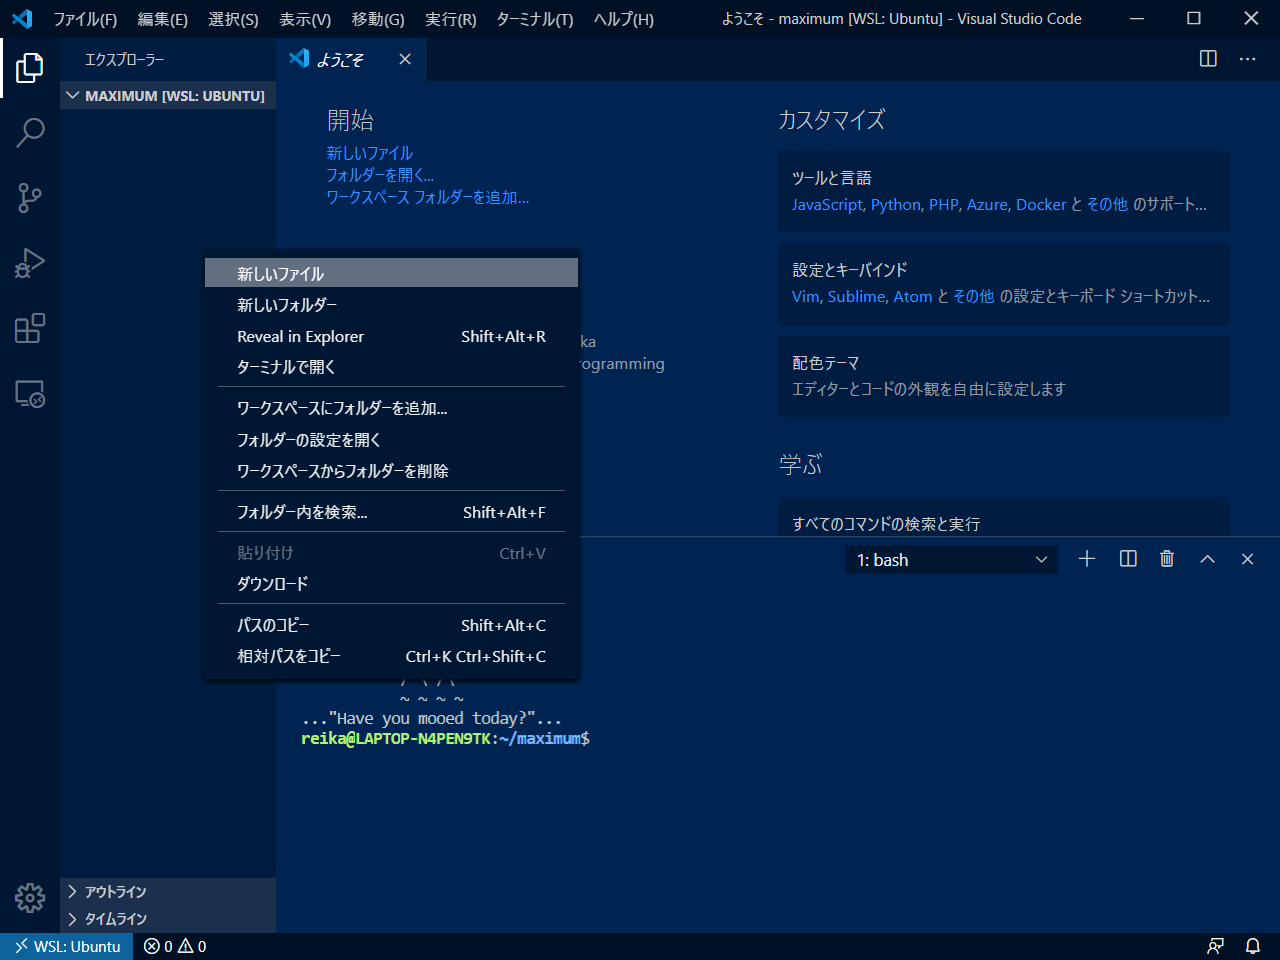 ファイル(F) 編集(E) 選択(S) 表示(V) 移動(G) 実行(R) ターミナル(T) ヘルプ(H) ようこそ - maximum [WSL: Ubuntu] - Visual Studio Code
エクスプローラー
ようこそ
MAXIMUM [WSL: UBUNTU]
開始
新しいファイル
フォルダーを開く...
ワークスペース フォルダーを追加...
カスタマイズ
ツールと言語
JavaScript, Python, PHP, Azure, Docker と その他 のサポート...
設定とキーバインド
Vim, Sublime, Atom と その他 の設定とキーボード ショートカット...
配色テーマ
エディターとコードの外観を自由に設定します
学ぶ
すべてのコマンドの検索と実行
ka
ogramming
新しいファイル
新しいフォルダー
Reveal in Explorer Shift+Alt+R
ターミナルで開く
ワークスペースにフォルダーを追加...
フォルダーの設定を開く
ワークスペースからフォルダーを削除
フォルダー内を検索... Shift+Alt+F
貼り付け Ctrl+V
ダウンロード
パスのコピー Shift+Alt+C
相対パスをコピー Ctrl+K Ctrl+Shift+C
1: bash
~ ~ ~ ~
..."Have you mooed today?"...
reika@LAPTOP-N4PEN9TK:~/maximum$
アウトライン
タイムライン
WSL: Ubuntu 0 0